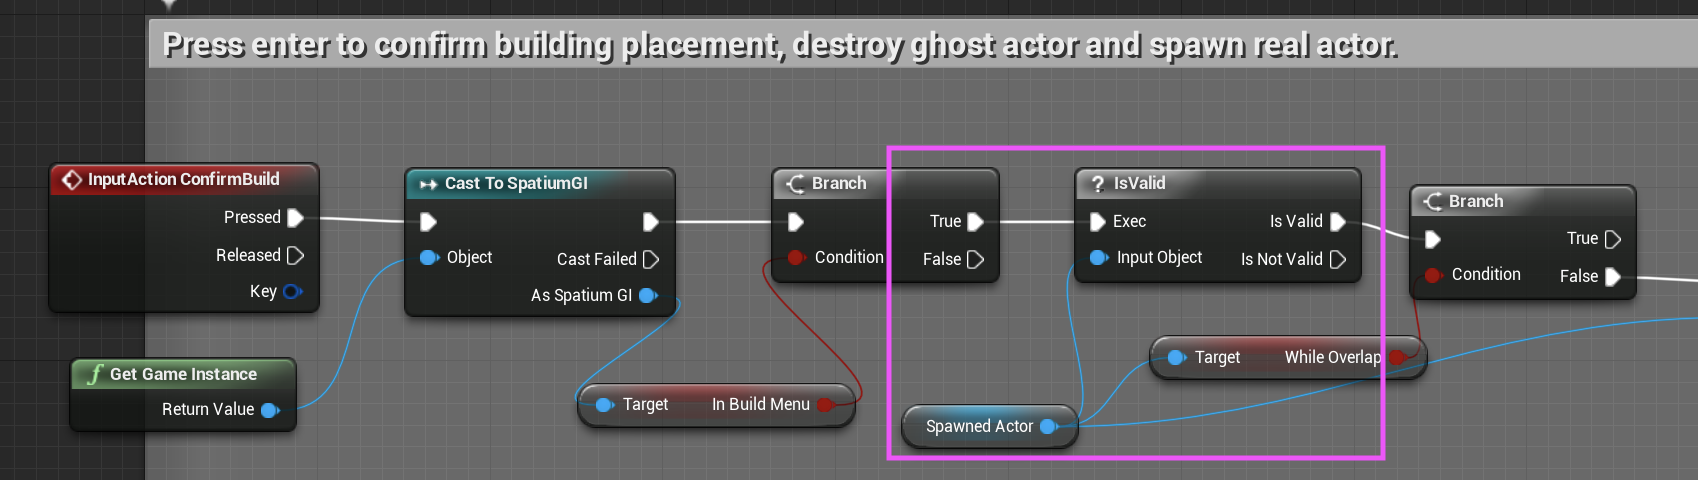 Press enter to confirm building placement, destroy ghost actor and spawn real actor.
InputAction ConfirmBuild
Pressed
Released
Key
f Get Game Instance
Return Value
Cast To SpatiumGI
Object
Cast Failed
As Spatium GI
Target In Build Menu
Branch
True
Condition
False
Spawned Actor
? IsValid
Exec Is Valid
Input Object Is Not Valid
Target While Overlap
Branch
True
Condition False